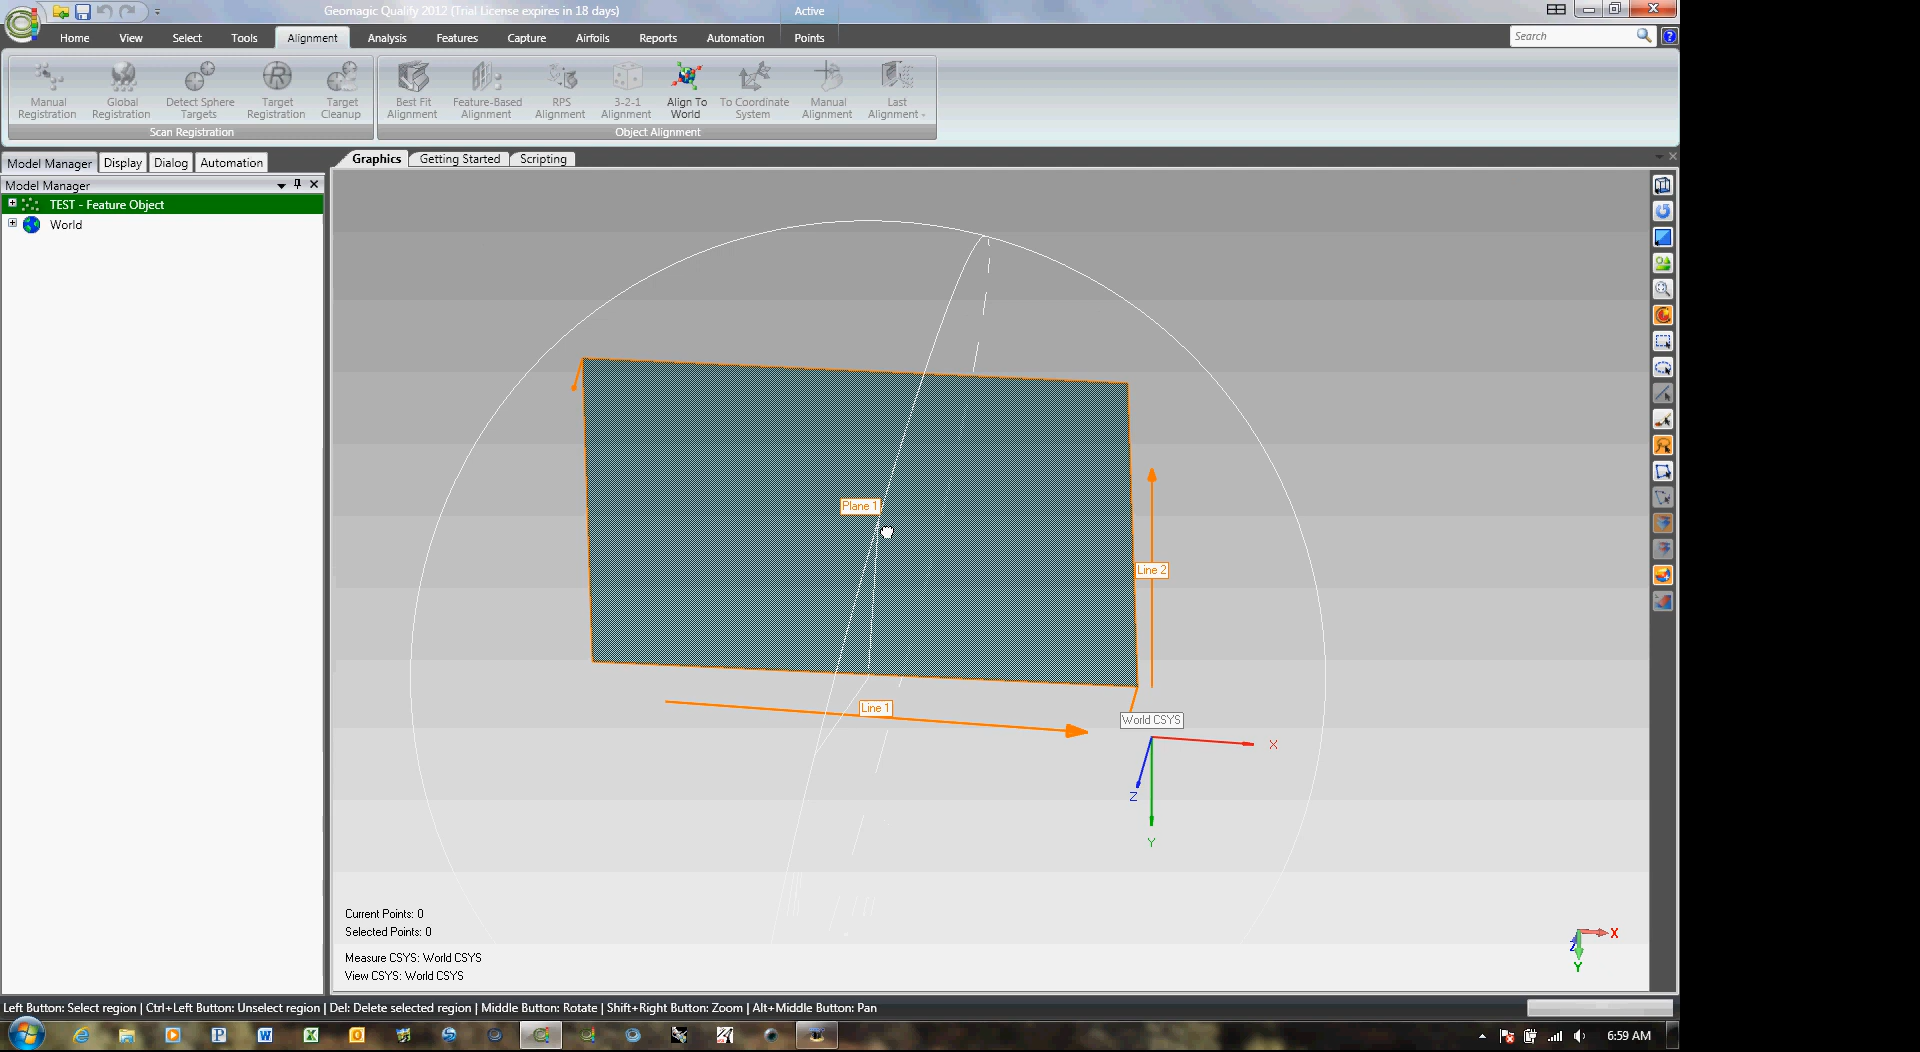 Geomagic Qualify 2012 (Trial License expires in 18 days)
Active
Home View Select Tools Alignment Analysis Features Capture Airfoils Reports Automation Points
Search
Manual Registration
Global Registration
Detect Sphere Targets
Target Registration
Target Cleanup
Scan Registration
Best Fit Alignment
Feature-Based Alignment
RPS Alignment
3-2-1 Alignment
Align To World
To Coordinate System
Manual Alignment
Last Alignment
Object Alignment
Model Manager Display Dialog Automation
Graphics Getting Started Scripting
Model Manager
TEST - Feature Object
World
Plane 1
Line 2
Line 1
World CSYS
X
Z
Y
Current Points: 0
Selected Points: 0
Measure CSYS: World CSYS
View CSYS: World CSYS
X
Z
Y
Left Button: Select region | Ctrl+Left Button: Unselect region | Del: Delete selected region | Middle Button: Rotate | Shift+Right Button: Zoom | Alt+Middle Button: Pan
6:59 AM